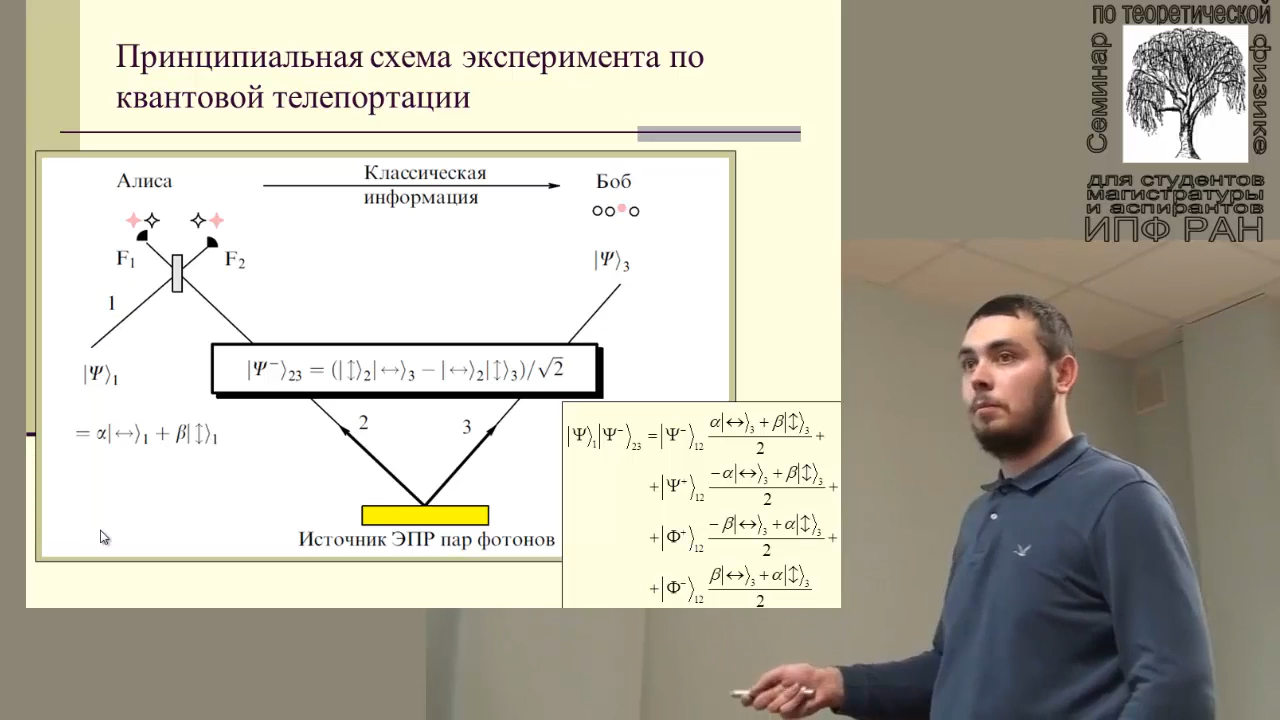 Принципиальная схема эксперимента по
квантовой телепортации
Алиса
Классическая
информация
Боб
F₁
F₂
|Ψ⟩₃
1
|Ψ⁻⟩₂₃ = (|↕⟩₂|↔⟩₃ − |↔⟩₂|↕⟩₃)/√2
|Ψ⟩₁
= α|↔⟩₁ + β|↕⟩₁
2
3
Источник ЭПР пар фотонов
|Ψ⟩₁|Ψ⁻⟩₂₃ = |Ψ⁻⟩₁₂ (α|↔⟩₃ + β|↕⟩₃)/2 +
+|Ψ⁺⟩₁₂ (−α|↔⟩₃ + β|↕⟩₃)/2 +
+|Φ⁺⟩₁₂ (−β|↔⟩₃ + α|↕⟩₃)/2 +
+|Φ⁻⟩₁₂ (β|↔⟩₃ + α|↕⟩₃)/2
Семинар
по теоретической
физике
для студентов
магистратуры
и аспирантов
ИПФ РАН